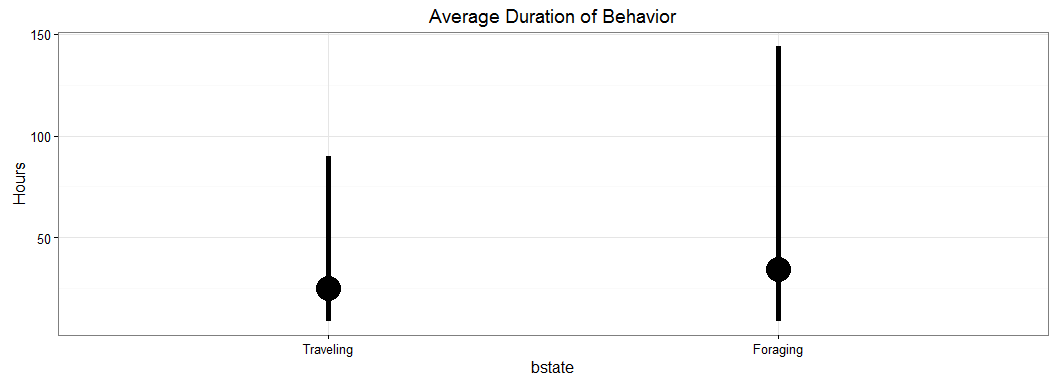 Average Duration of Behavior
150
100
50
Hours
Traveling
Foraging
bstate